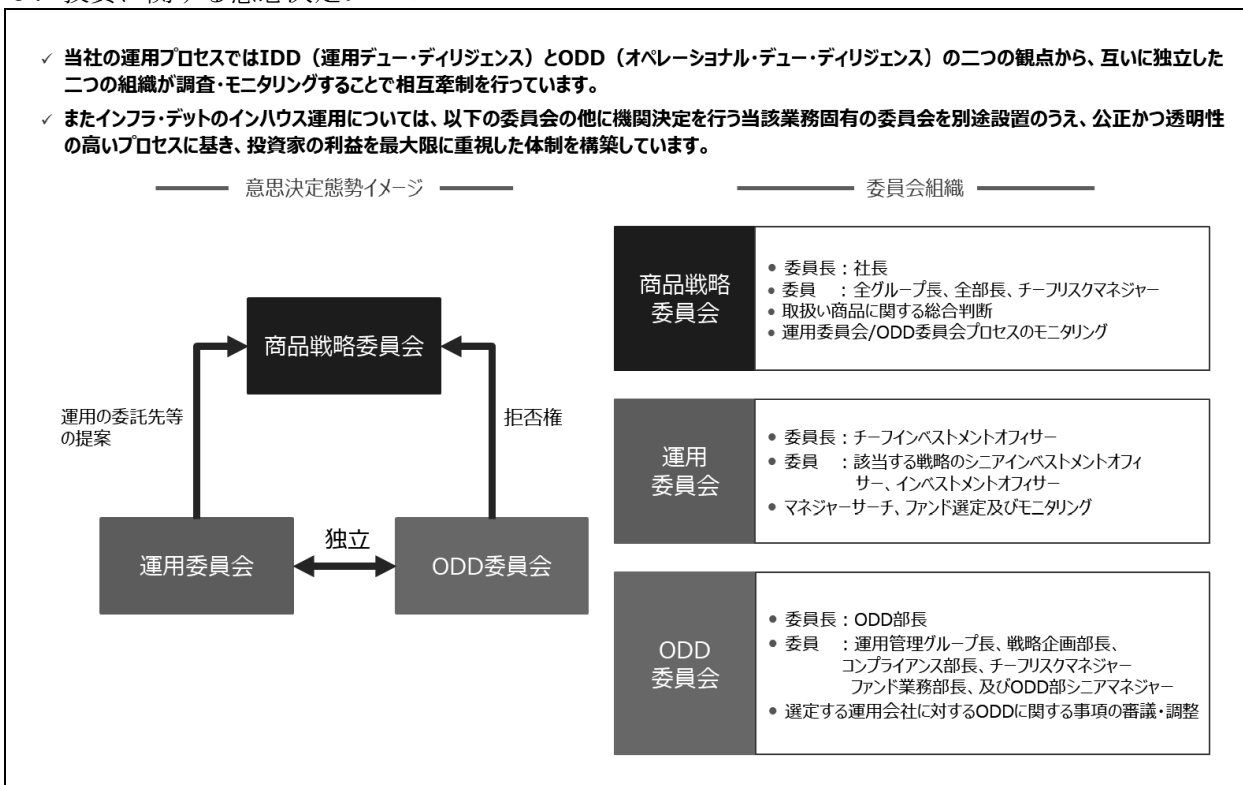 ✓ 当社の運用プロセスではIDD（運用デュー・ディリジェンス）とODD（オペレーショナル・デュー・ディリジェンス）の二つの観点から、互いに独立した
二つの組織が調査・モニタリングすることで相互牽制を行っています。
✓ またインフラ・デットのインハウス運用については、以下の委員会の他に機関決定を行う当該業務固有の委員会を別途設置のうえ、公正かつ透明性
の高いプロセスに基き、投資家の利益を最大限に重視した体制を構築しています。
意思決定態勢イメージ
商品戦略委員会
運用の委託先等
の提案
拒否権
運用委員会
独立
ODD委員会
委員会組織
商品戦略
委員会
● 委員長：社長
● 委員　：全グループ長、全部長、チーフリスクマネジャー
● 取扱い商品に関する総合判断
● 運用委員会/ODD委員会プロセスのモニタリング
運用
委員会
● 委員長：チーフインベストメントオフィサー
● 委員　：該当する戦略のシニアインベストメントオフィ
サー、インベストメントオフィサー
● マネジャーサーチ、ファンド選定及びモニタリング
ODD
委員会
● 委員長：ODD部長
● 委員　：運用管理グループ長、戦略企画部長、
コンプライアンス部長、チーフリスクマネジャー
ファンド業務部長、及びODD部シニアマネジャー
● 選定する運用会社に対するODDに関する事項の審議・調整